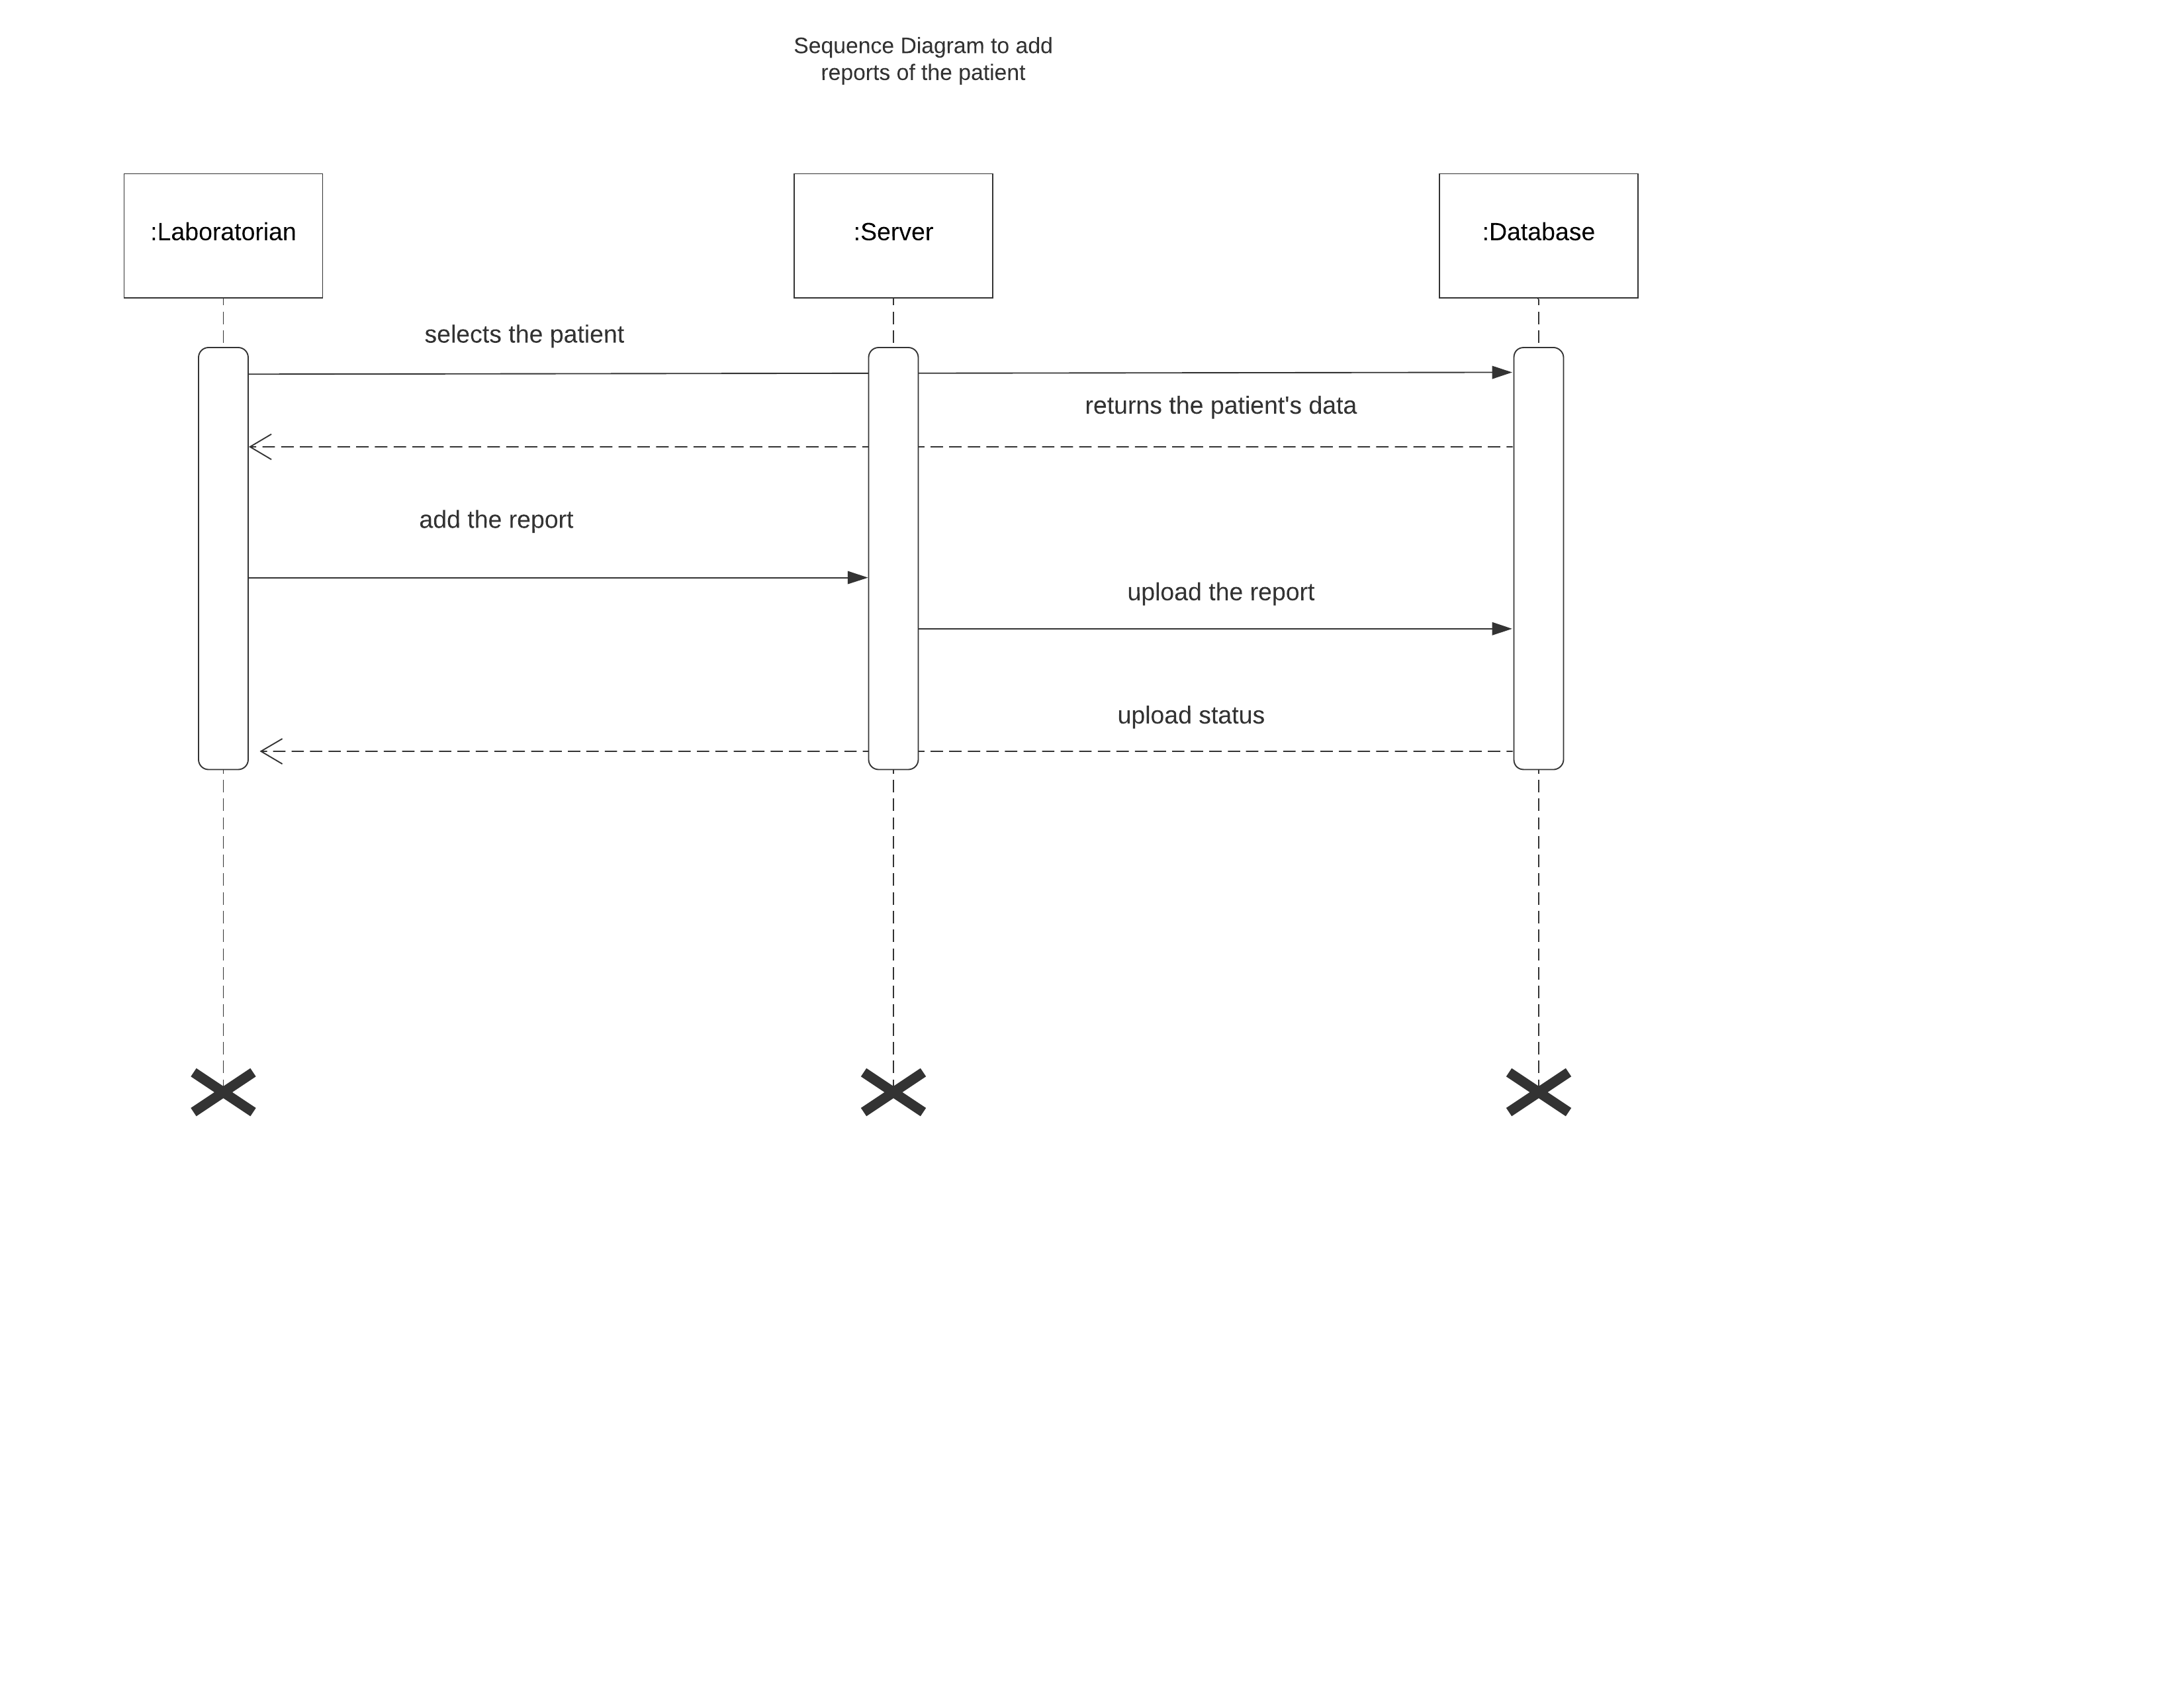 Sequence Diagram to add
reports of the patient
:Laboratorian
:Server
:Database
selects the patient
returns the patient's data
add the report
upload the report
upload status